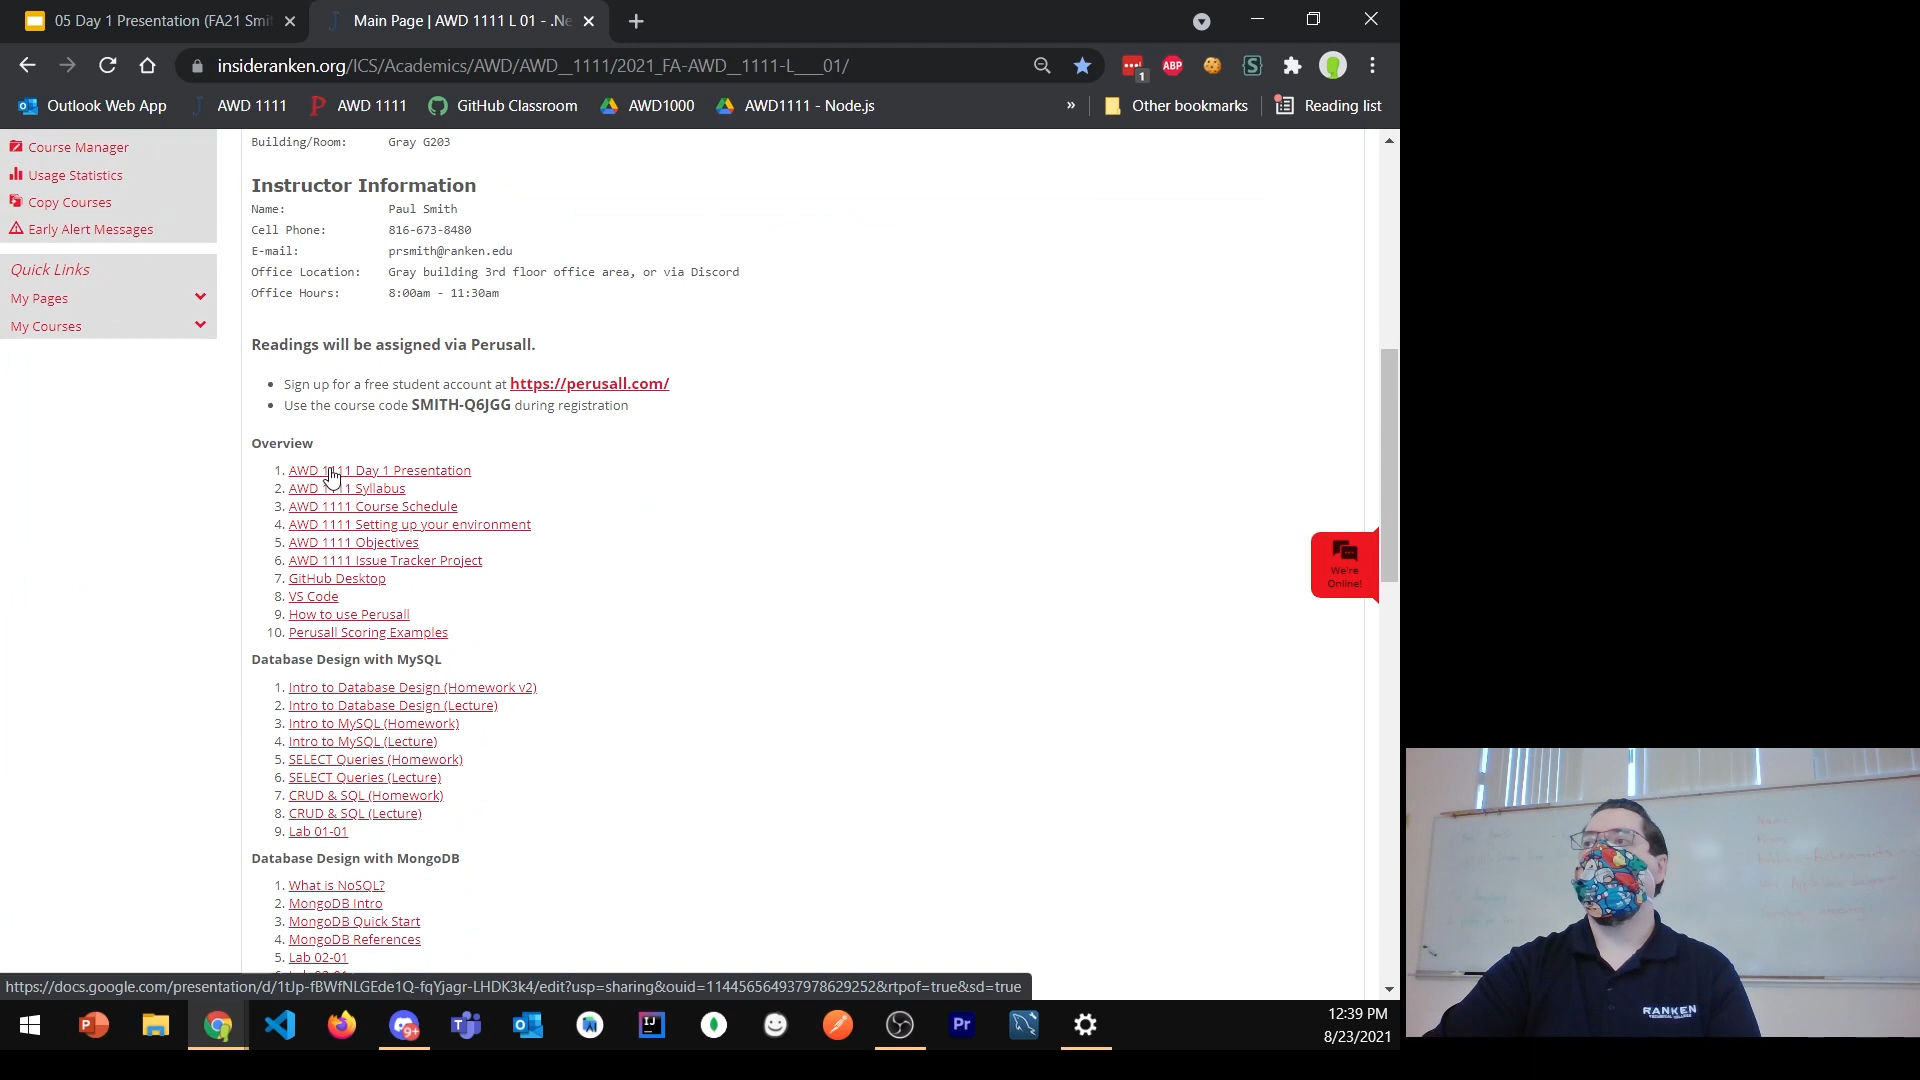 05 Day 1 Presentation (FA21 Smit
Main Page | AWD 1111 L 01 - .Ne
insideranken.org/ICS/Academics/AWD/AWD__1111/2021_FA-AWD__1111-L___01/
1
ABP
Outlook Web App
AWD 1111
AWD 1111
GitHub Classroom
AWD1000
AWD1111 - Node.js
»
Other bookmarks
Reading list
Course Manager
Usage Statistics
Copy Courses
Early Alert Messages
Quick Links
My Pages
My Courses
Building/Room: Gray G203
Instructor Information
Name: Paul Smith
Cell Phone: 816-673-8480
E-mail: prsmith@ranken.edu
Office Location: Gray building 3rd floor office area, or via Discord
Office Hours: 8:00am - 11:30am
Readings will be assigned via Perusall.
• Sign up for a free student account at https://perusall.com/
• Use the course code SMITH-Q6JGG during registration
Overview
1. AWD 1111 Day 1 Presentation
2. AWD 1111 Syllabus
3. AWD 1111 Course Schedule
4. AWD 1111 Setting up your environment
5. AWD 1111 Objectives
6. AWD 1111 Issue Tracker Project
7. GitHub Desktop
8. VS Code
9. How to use Perusall
10. Perusall Scoring Examples
Database Design with MySQL
1. Intro to Database Design (Homework v2)
2. Intro to Database Design (Lecture)
3. Intro to MySQL (Homework)
4. Intro to MySQL (Lecture)
5. SELECT Queries (Homework)
6. SELECT Queries (Lecture)
7. CRUD & SQL (Homework)
8. CRUD & SQL (Lecture)
9. Lab 01-01
Database Design with MongoDB
1. What is NoSQL?
2. MongoDB Intro
3. MongoDB Quick Start
4. MongoDB References
5. Lab 02-01
We're
Online!
https://docs.google.com/presentation/d/1tJp-fBWfNLGEde1Q-fqYjagr-LHDK3k4/edit?usp=sharing&ouid=114456564937978629252&rtpof=true&sd=true
9+
Pr
12:39 PM
8/23/2021
RANKEN
TECHNICAL COLLEGE